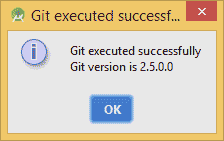 Git executed successf...
Git executed successfully
Git version is 2.5.0.0
OK